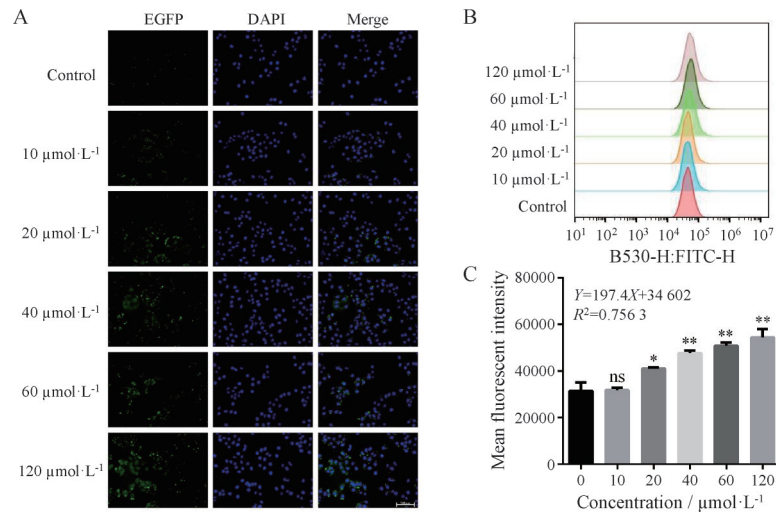 A
EGFP DAPI Merge
Control
10 µmol·L⁻¹
20 µmol·L⁻¹
40 µmol·L⁻¹
60 µmol·L⁻¹
120 µmol·L⁻¹
B
120 µmol·L⁻¹
60 µmol·L⁻¹
40 µmol·L⁻¹
20 µmol·L⁻¹
10 µmol·L⁻¹
Control
10¹ 10² 10³ 10⁴ 10⁵ 10⁶ 10⁷
B530-H:FITC-H
C
Y=197.4X+34 602
R²=0.756 3
Mean fluorescent intensity
80000
60000
40000
20000
0
ns * ** ** **
0 10 20 40 60 120
Concentration / µmol·L⁻¹